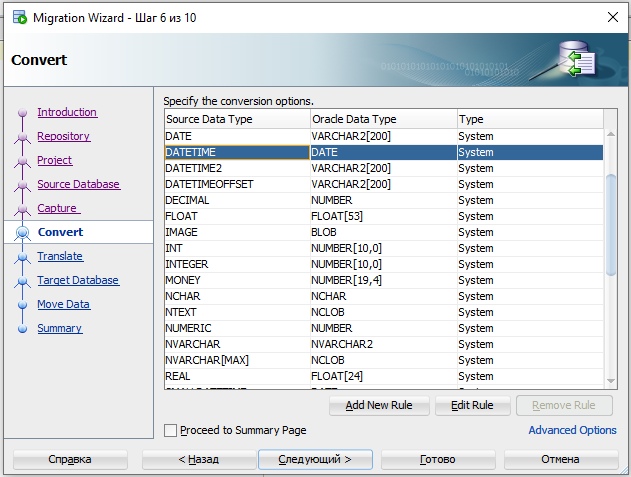 Migration Wizard - Шаг 6 из 10
Convert
Introduction
Repository
Project
Source Database
Capture
Convert
Translate
Target Database
Move Data
Summary
Specify the conversion options.
Source Data Type Oracle Data Type Type
DATE VARCHAR2[200] System
DATETIME DATE System
DATETIME2 VARCHAR2[200] System
DATETIMEOFFSET VARCHAR2[200] System
DECIMAL NUMBER System
FLOAT FLOAT[53] System
IMAGE BLOB System
INT NUMBER[10,0] System
INTEGER NUMBER[10,0] System
MONEY NUMBER[19,4] System
NCHAR NCHAR System
NTEXT NCLOB System
NUMERIC NUMBER System
NVARCHAR NVARCHAR2 System
NVARCHAR[MAX] NCLOB System
REAL FLOAT[24] System
Add New Rule Edit Rule Remove Rule
Proceed to Summary Page Advanced Options
Справка < Назад Следующий > Готово Отмена